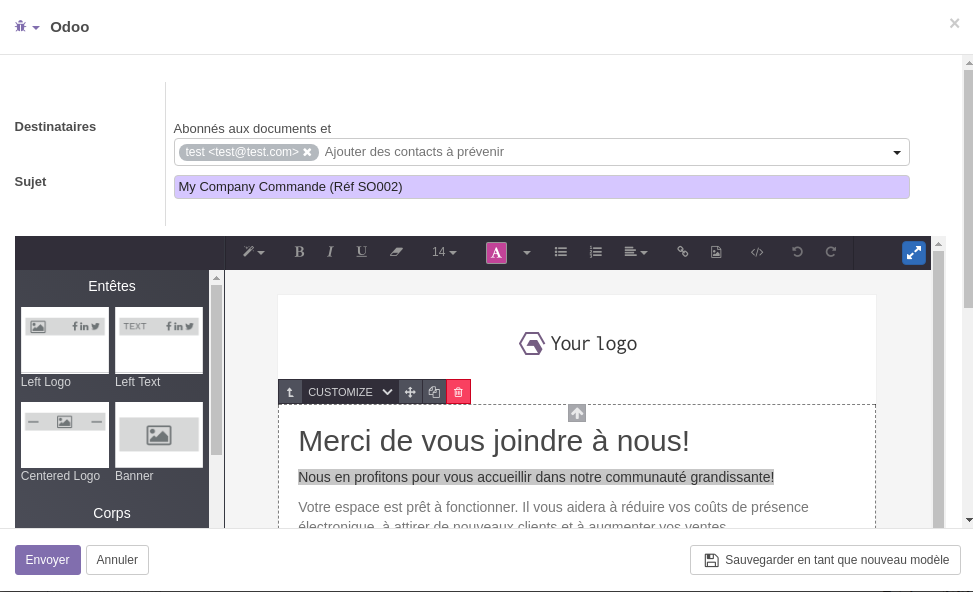 Odoo
×
Destinataires
Abonnés aux documents et
test <test@test.com> ✖ Ajouter des contacts à prévenir
Sujet
My Company Commande (Réf SO002)
B I U 14 A </>
Entêtes
TEXT
Left Logo
Left Text
Centered Logo
Banner
Corps
Your logo
CUSTOMIZE
Merci de vous joindre à nous!
Nous en profitons pour vous accueillir dans notre communauté grandissante!
Votre espace est prêt à fonctionner. Il vous aidera à réduire vos coûts de présence
électronique, à attirer de nouveaux clients et à augmenter vos ventes.
Envoyer
Annuler
Sauvegarder en tant que nouveau modèle